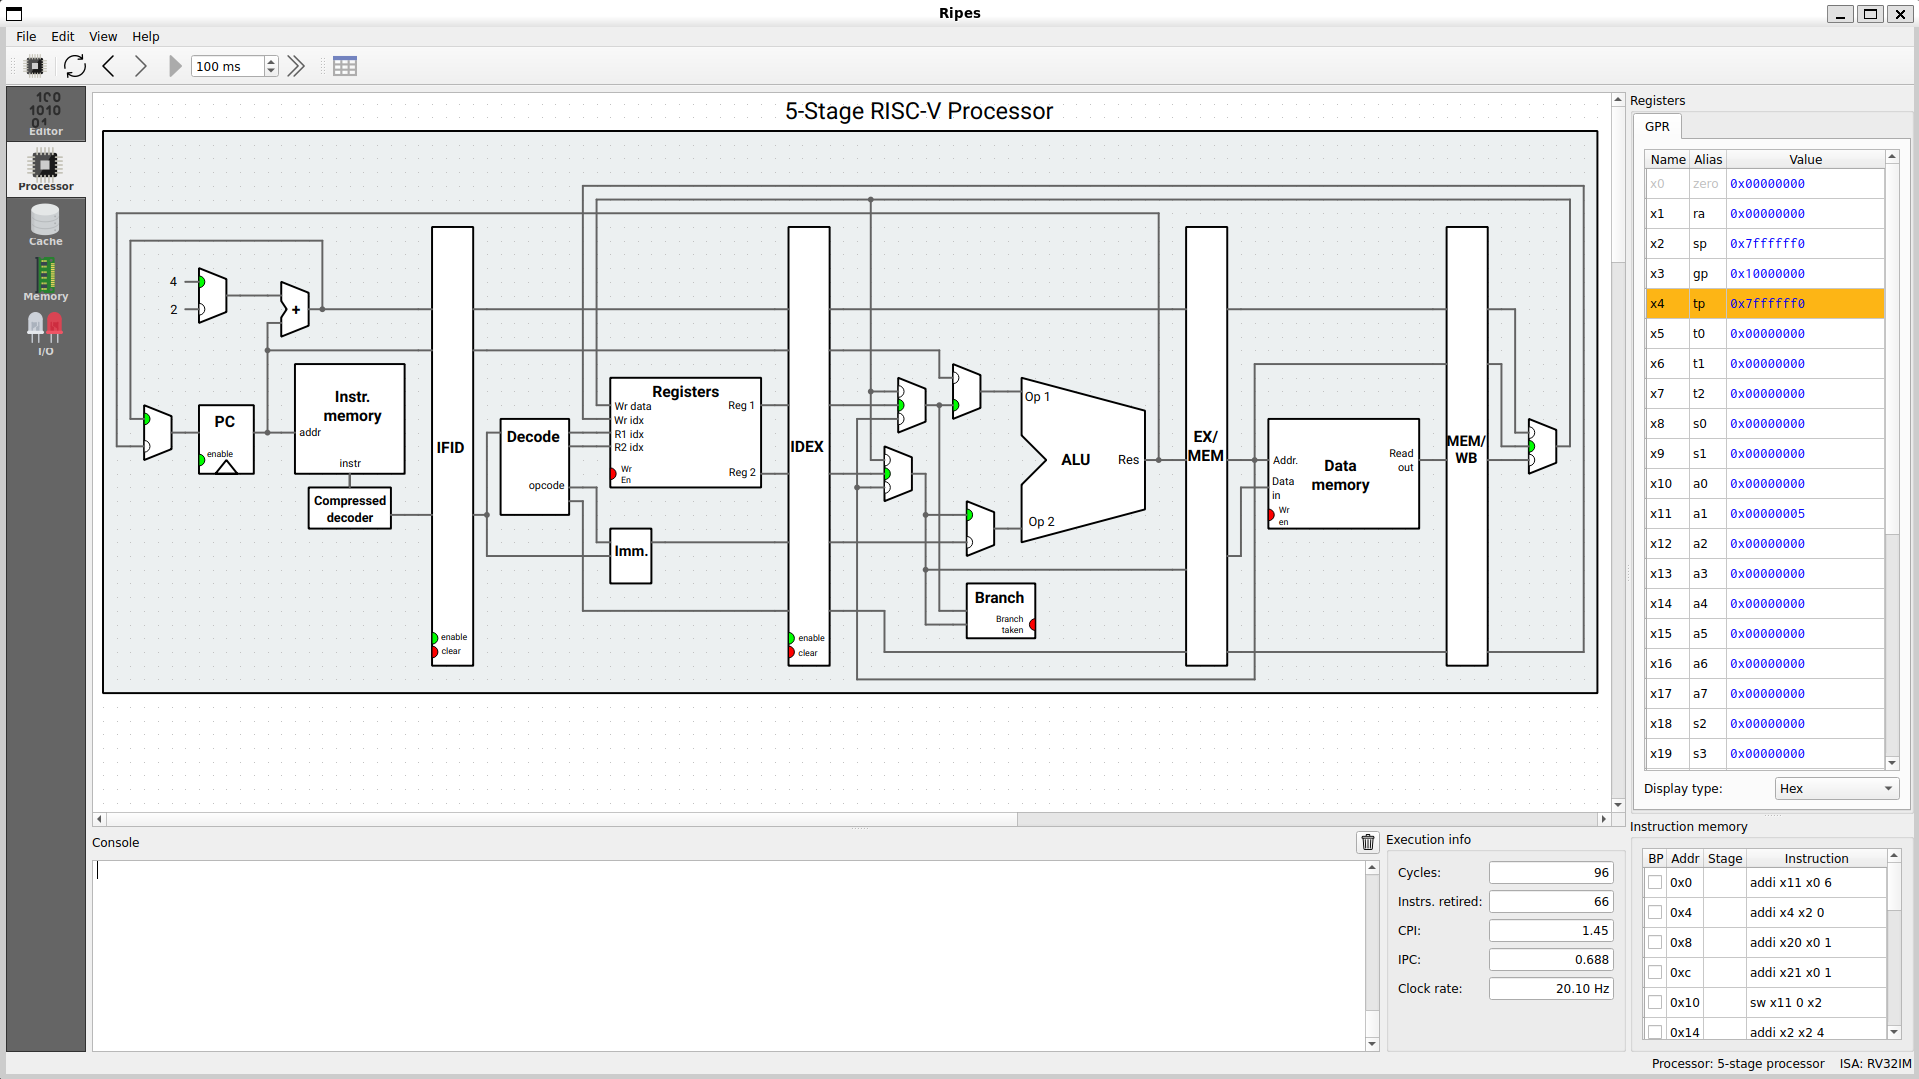 Ripes
File Edit View Help
100 ms
Editor
Processor
Cache
Memory
I/O
5-Stage RISC-V Processor
4
2
+
PC
enable
Instr.
memory
addr
instr
Compressed
decoder
IFID
enable
clear
Decode
opcode
Registers
Wr data
Wr idx
R1 idx
R2 idx
Wr
En
Reg 1
Reg 2
Imm.
IDEX
enable
clear
Op 1
ALU
Res
Op 2
Branch
Branch
taken
EX/
MEM
Addr.
Data
in
Wr
en
Data
memory
Read
out
MEM/
WB
Registers
GPR
Name Alias Value
x0 zero 0x00000000
x1 ra 0x00000000
x2 sp 0x7ffffff0
x3 gp 0x10000000
x4 tp 0x7ffffff0
x5 t0 0x00000000
x6 t1 0x00000000
x7 t2 0x00000000
x8 s0 0x00000000
x9 s1 0x00000000
x10 a0 0x00000000
x11 a1 0x00000005
x12 a2 0x00000000
x13 a3 0x00000000
x14 a4 0x00000000
x15 a5 0x00000000
x16 a6 0x00000000
x17 a7 0x00000000
x18 s2 0x00000000
x19 s3 0x00000000
Display type: Hex
Console
Execution info
Cycles: 96
Instrs. retired: 66
CPI: 1.45
IPC: 0.688
Clock rate: 20.10 Hz
Instruction memory
BP Addr Stage Instruction
0x0 addi x11 x0 6
0x4 addi x4 x2 0
0x8 addi x20 x0 1
0xc addi x21 x0 1
0x10 sw x11 0 x2
0x14 addi x2 x2 4
Processor: 5-stage processor ISA: RV32IM